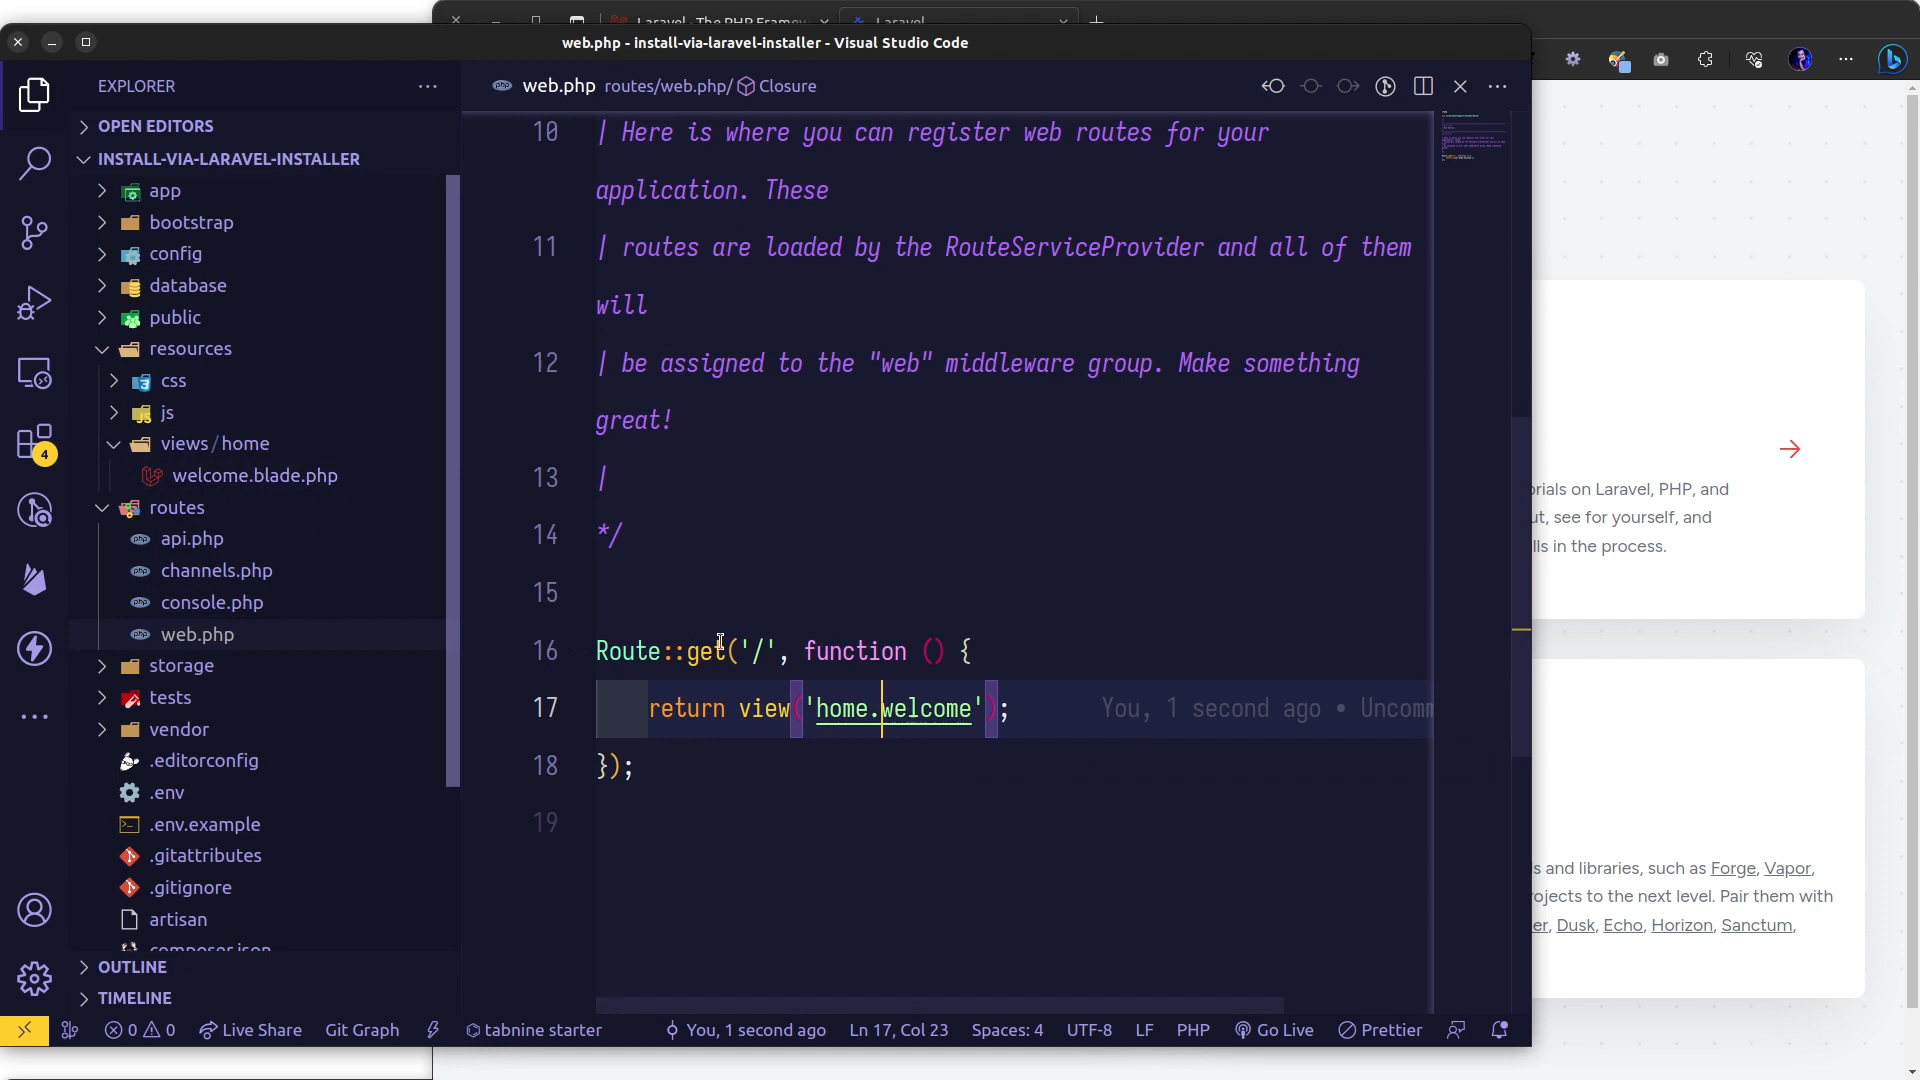 Laravel - The PHP Framew
Laravel
web.php - install-via-laravel-installer - Visual Studio Code
EXPLORER
OPEN EDITORS
INSTALL-VIA-LARAVEL-INSTALLER
app
bootstrap
config
database
public
resources
css
js
views/home
welcome.blade.php
routes
api.php
channels.php
console.php
web.php
storage
tests
vendor
.editorconfig
.env
.env.example
.gitattributes
.gitignore
artisan
composer.json
OUTLINE
TIMELINE
4
web.php routes/web.php/ Closure
10 | Here is where you can register web routes for your
application. These
11 | routes are loaded by the RouteServiceProvider and all of them
will
12 | be assigned to the "web" middleware group. Make something
great!
13 |
14 */
15
16 Route::get('/', function () {
17 return view('home.welcome'); You, 1 second ago • Uncomm
18 });
19
orials on Laravel, PHP, and
ut, see for yourself, and
lls in the process.
s and libraries, such as Forge, Vapor,
ojects to the next level. Pair them with
er, Dusk, Echo, Horizon, Sanctum,
0 0 Live Share Git Graph tabnine starter You, 1 second ago Ln 17, Col 23 Spaces: 4 UTF-8 LF PHP Go Live Prettier